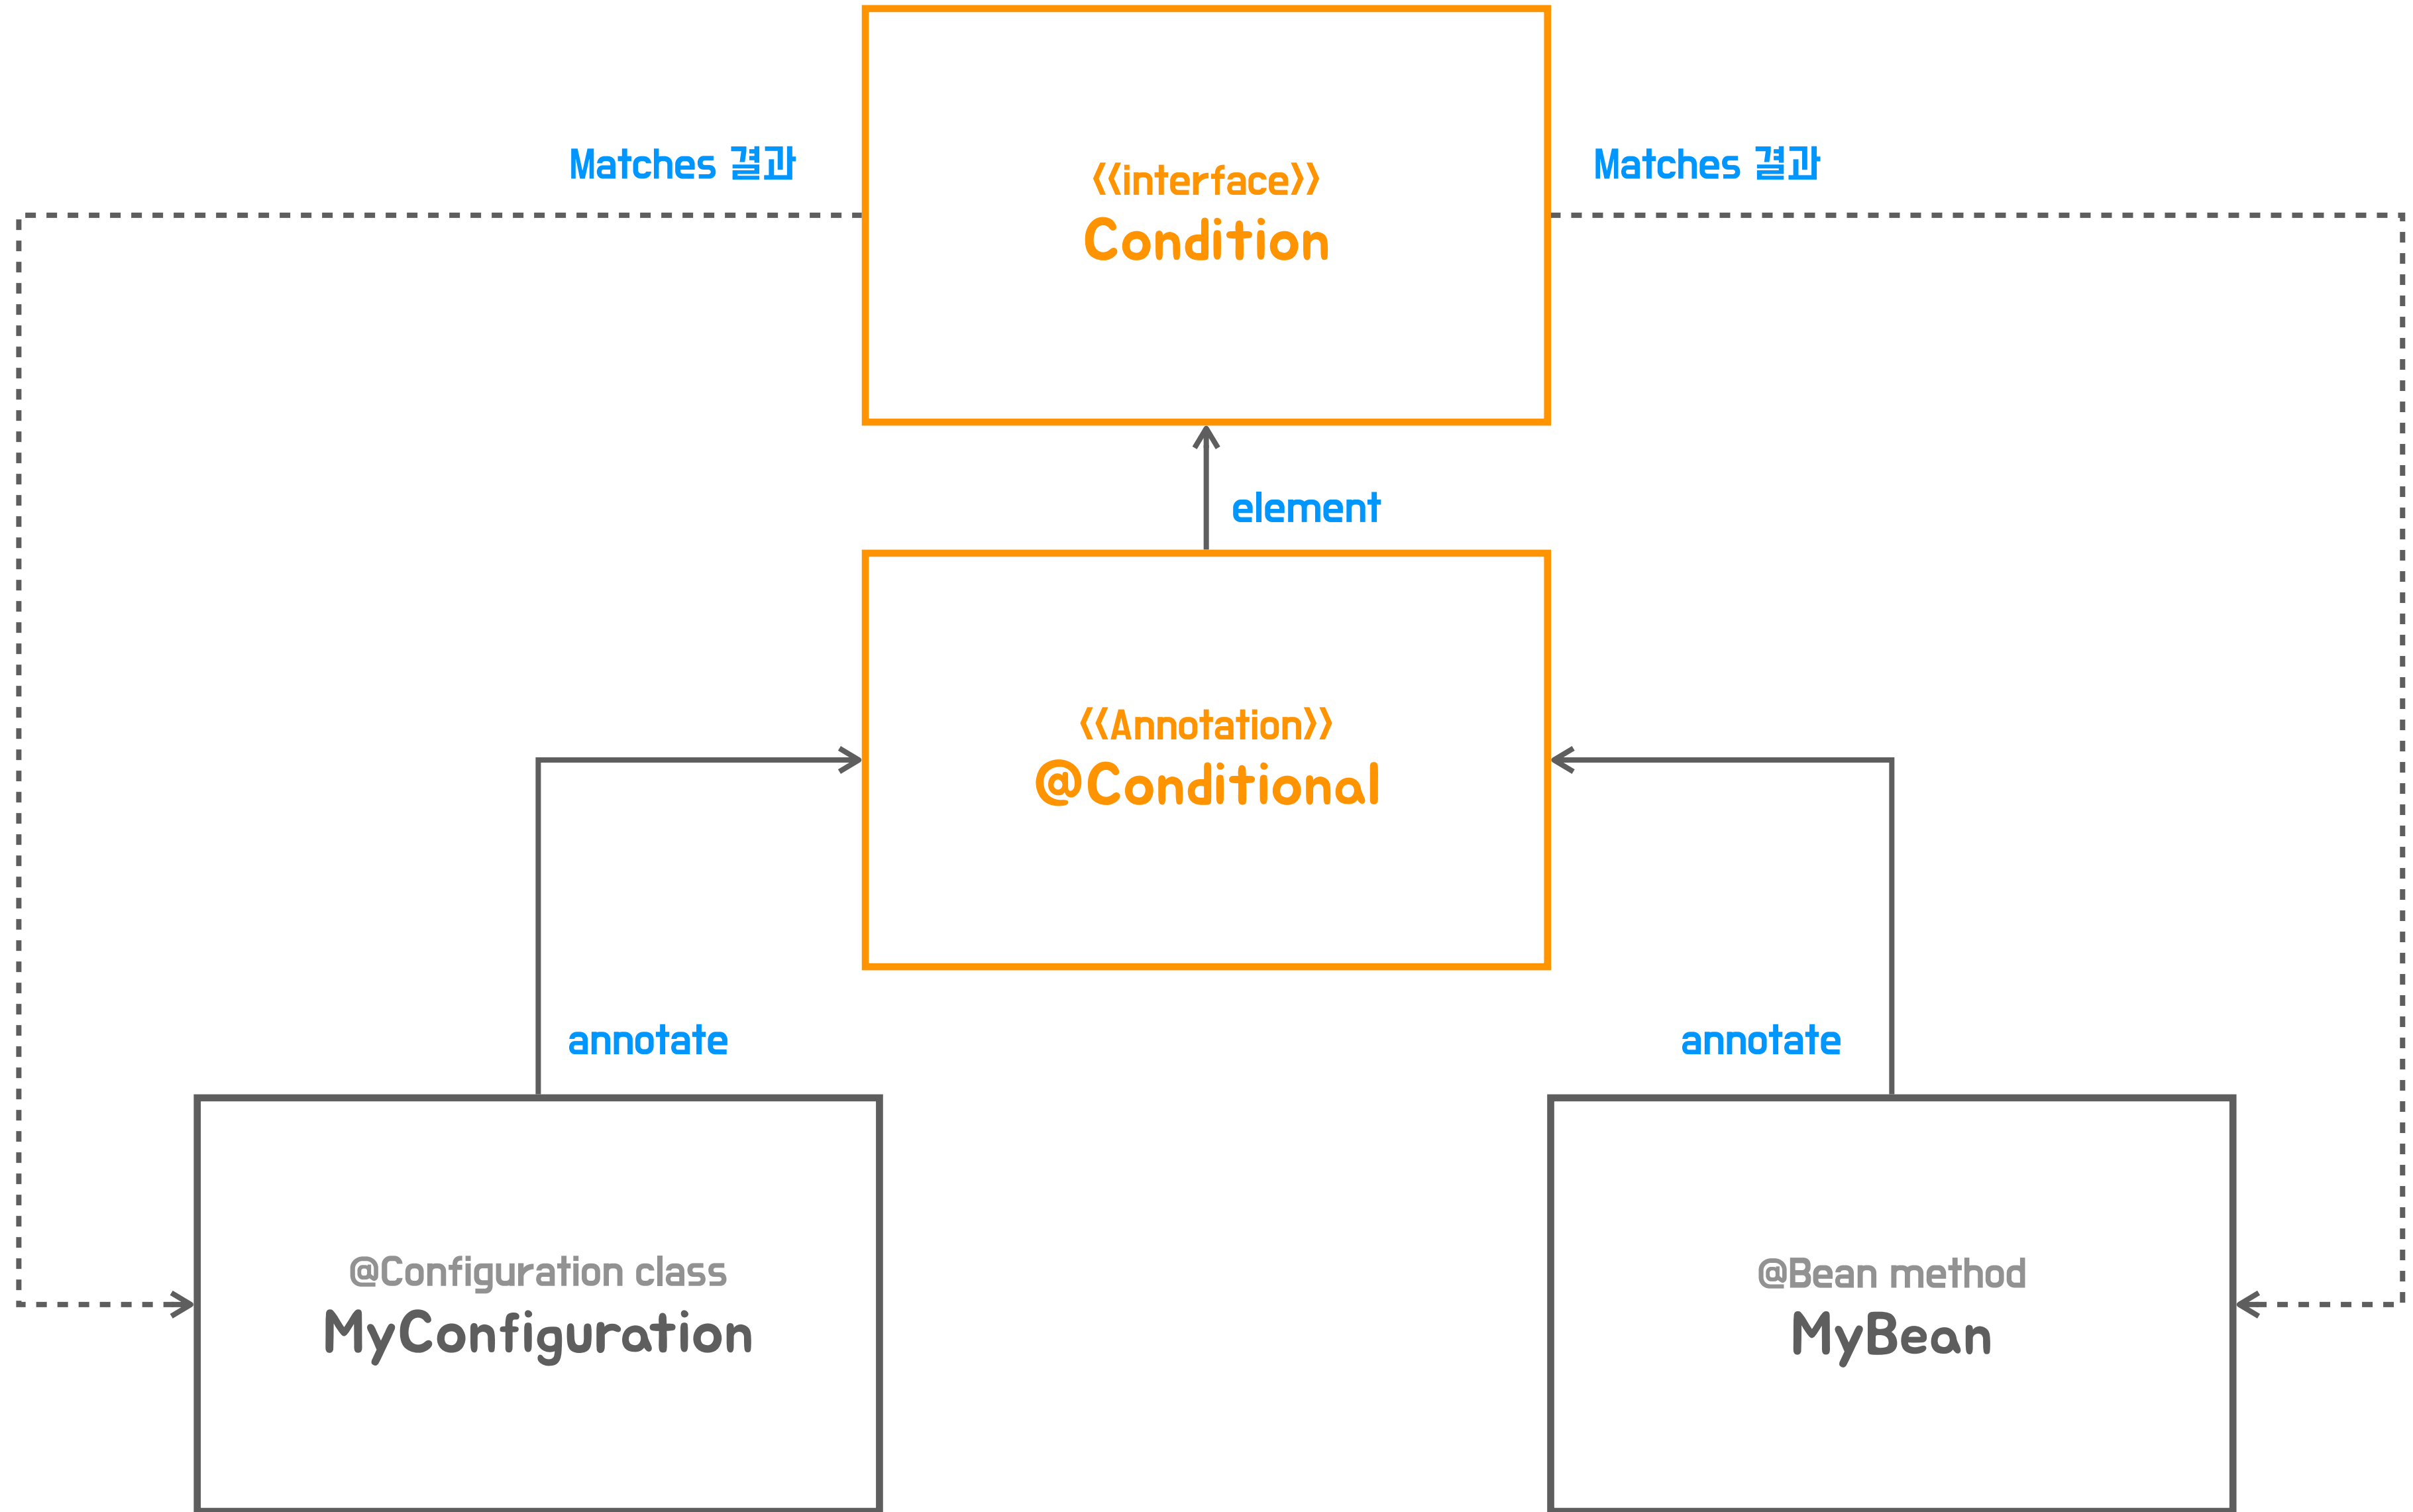 Matches 결과
Matches 결과
《interface》
Condition
element
《Annotation》
@Conditional
annotate
annotate
@Configuration class
MyConfiguration
@Bean method
MyBean